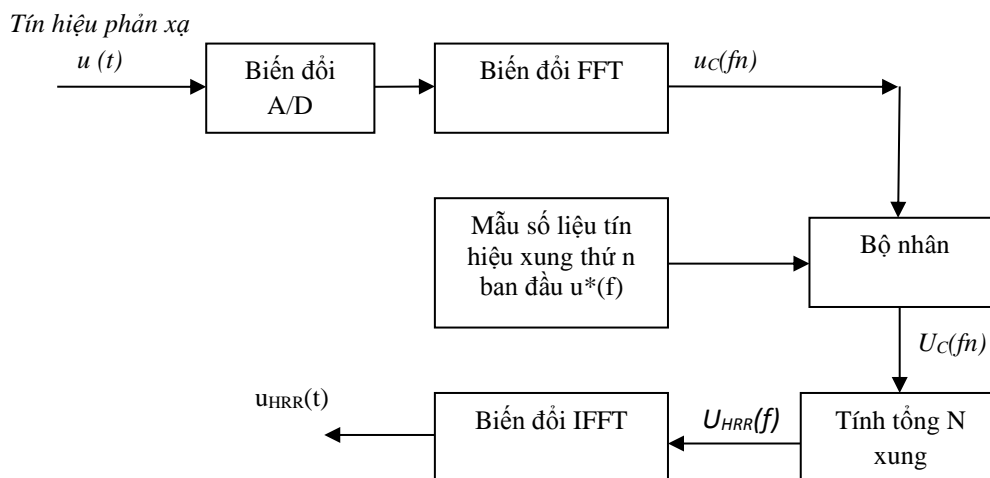 Tín hiệu phản xạ
u (t)
Biến đổi
A/D
Biến đổi FFT
uC(fn)
Mẫu số liệu tín
hiệu xung thứ n
ban đầu u*(f)
Bộ nhân
UC(fn)
uHRR(t)
Biến đổi IFFT
UHRR(f)
Tính tổng N
xung